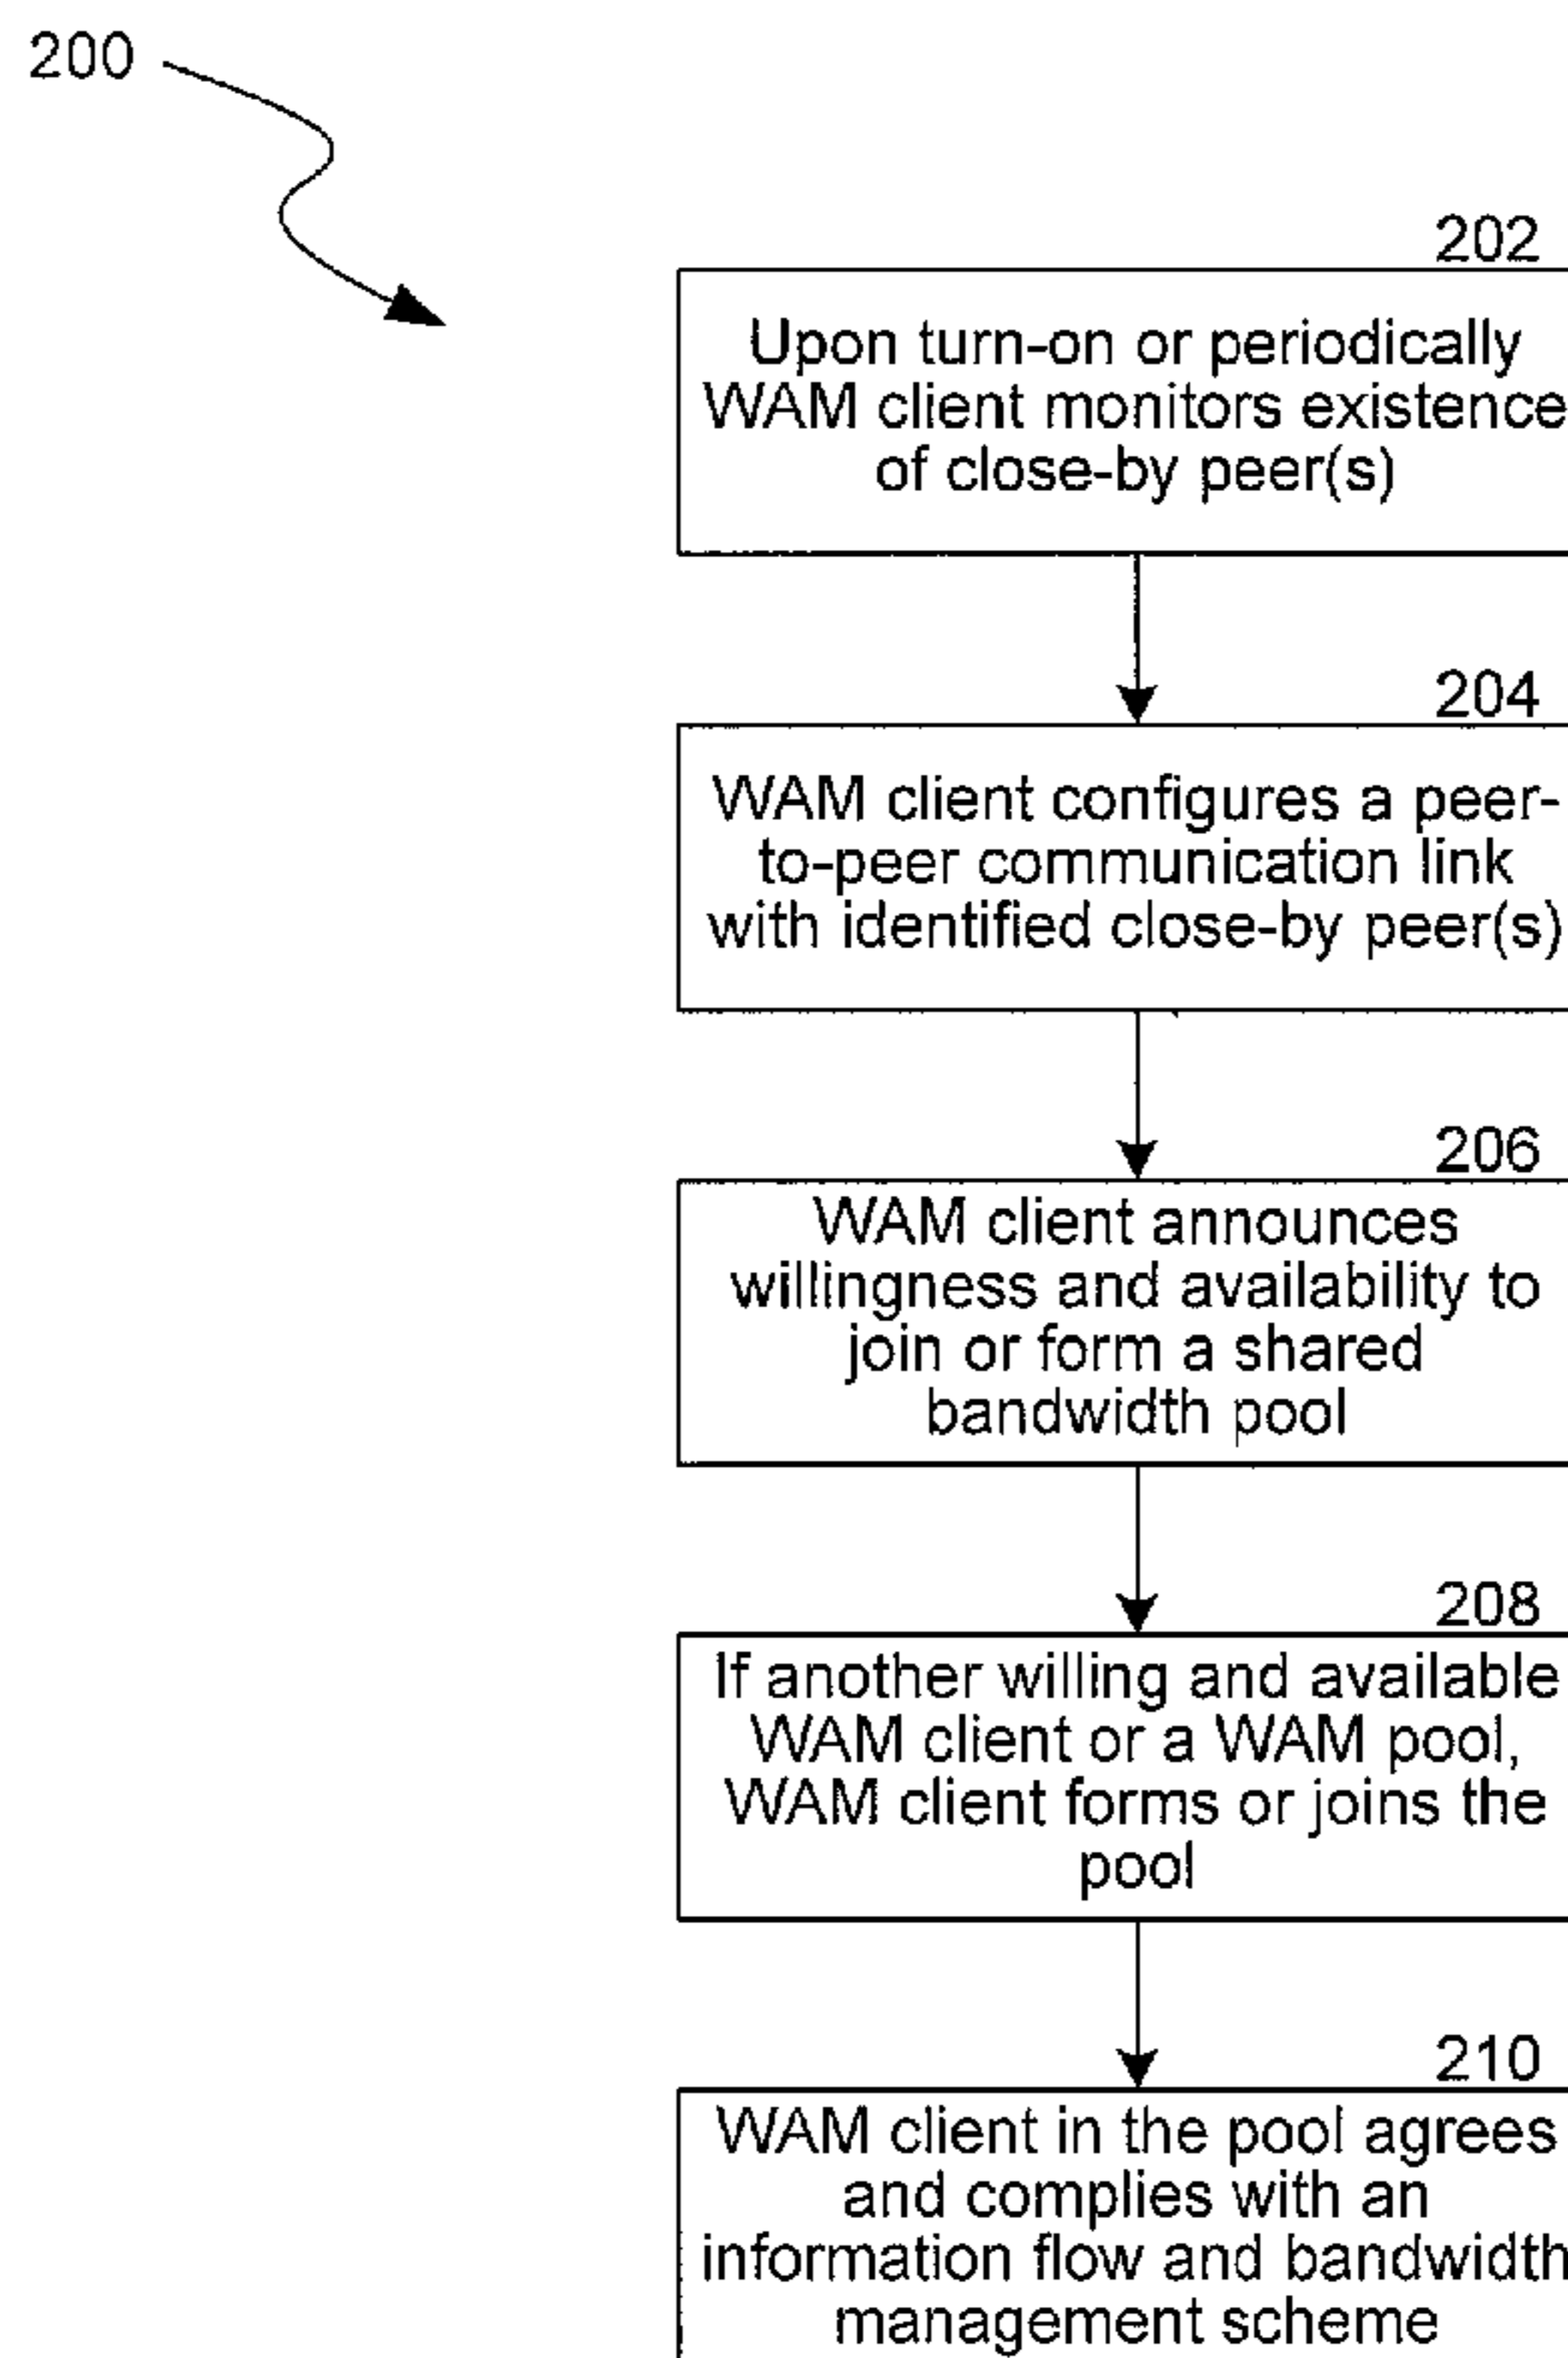 200
202
Upon turn-on or periodically
WAM client monitors existence
of close-by peer(s)
204
WAM client configures a peer-
to-peer communication link
with identified close-by peer(s)
206
WAM client announces
willingness and availability to
join or form a shared
bandwidth pool
208
If another willing and available
WAM client or a WAM pool,
WAM client forms or joins the
pool
210
WAM client in the pool agrees
and complies with an
information flow and bandwidth
management scheme